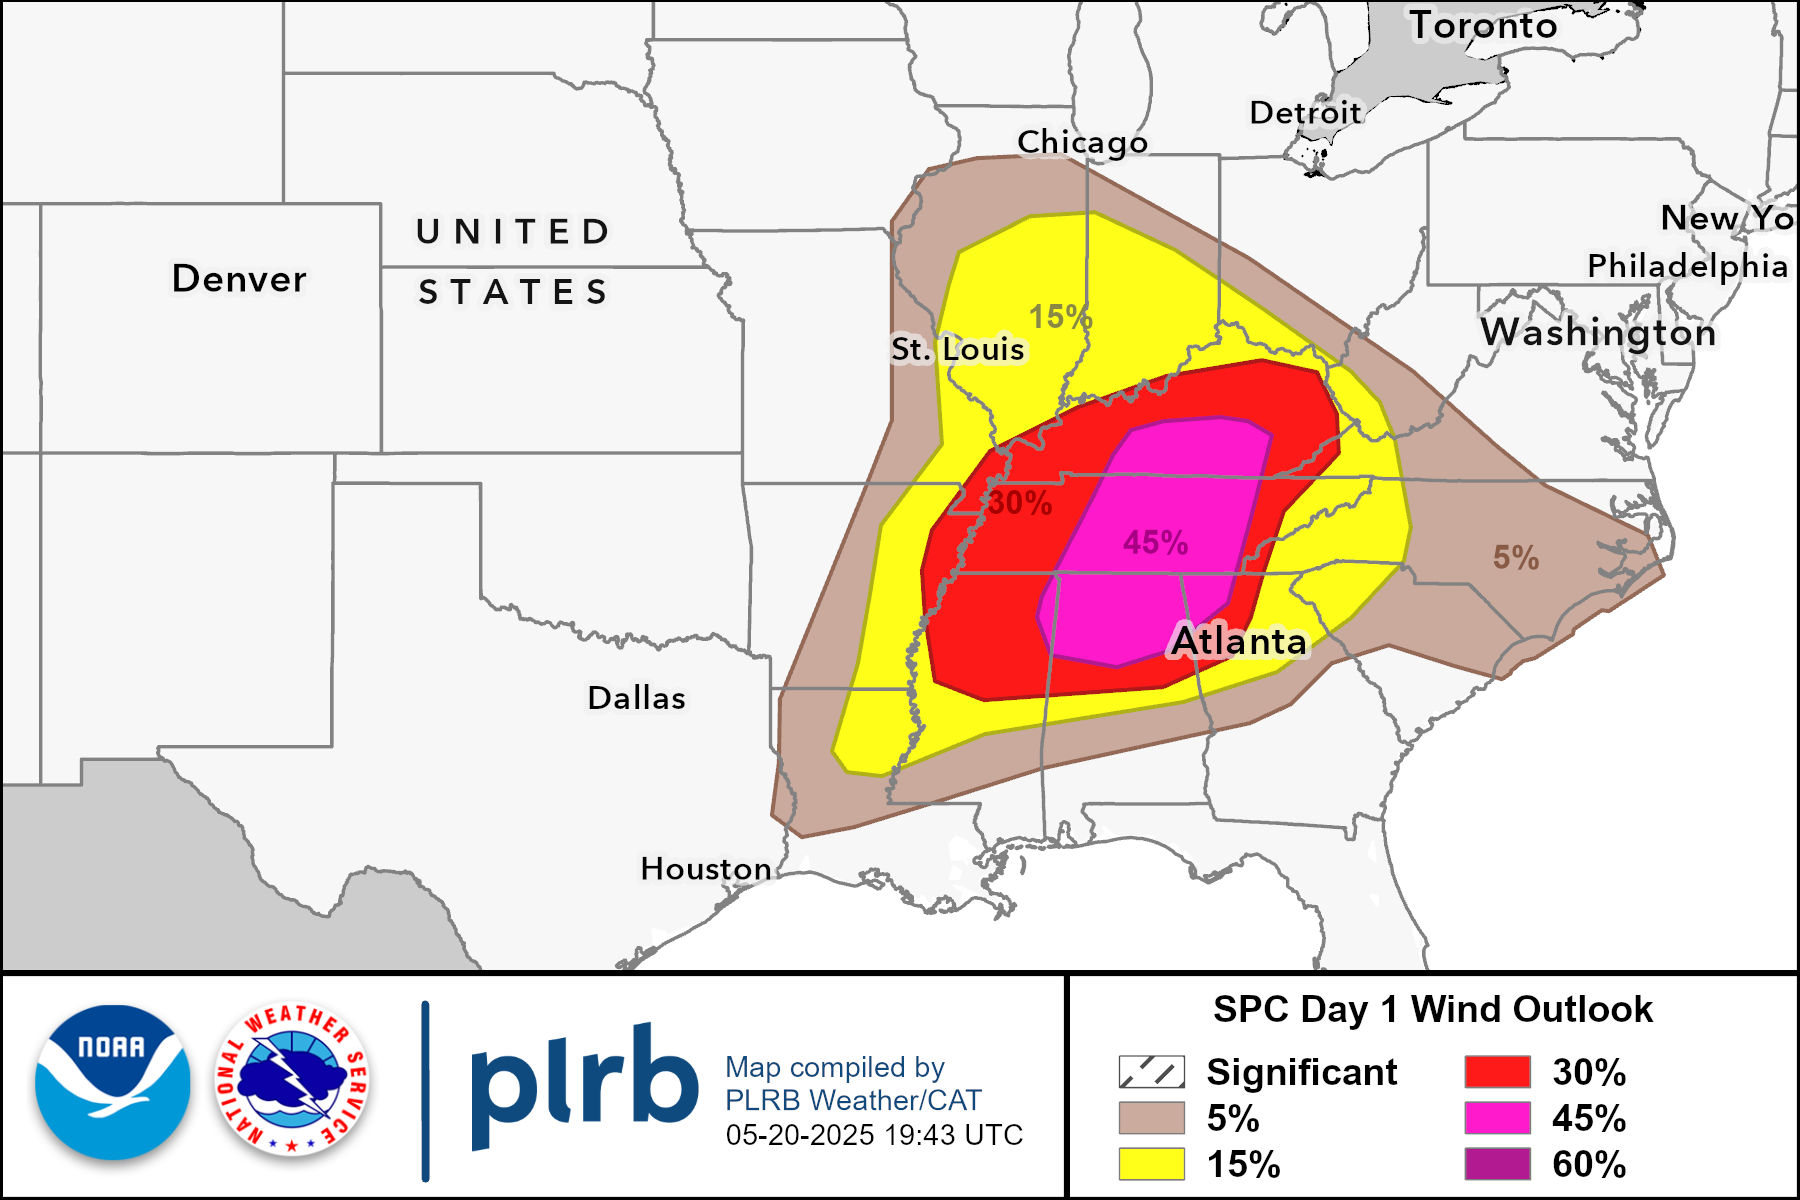 Toronto
Detroit
Chicago
New Yo
UNITED
STATES
Denver
Philadelphia
Washington
15%
St. Louis
30%
45%
5%
Atlanta
Dallas
Houston
NOAA
NATIONAL WEATHER SERVICE
plrb
Map compiled by
PLRB Weather/CAT
05-20-2025 19:43 UTC
SPC Day 1 Wind Outlook
Significant
5%
15%
30%
45%
60%